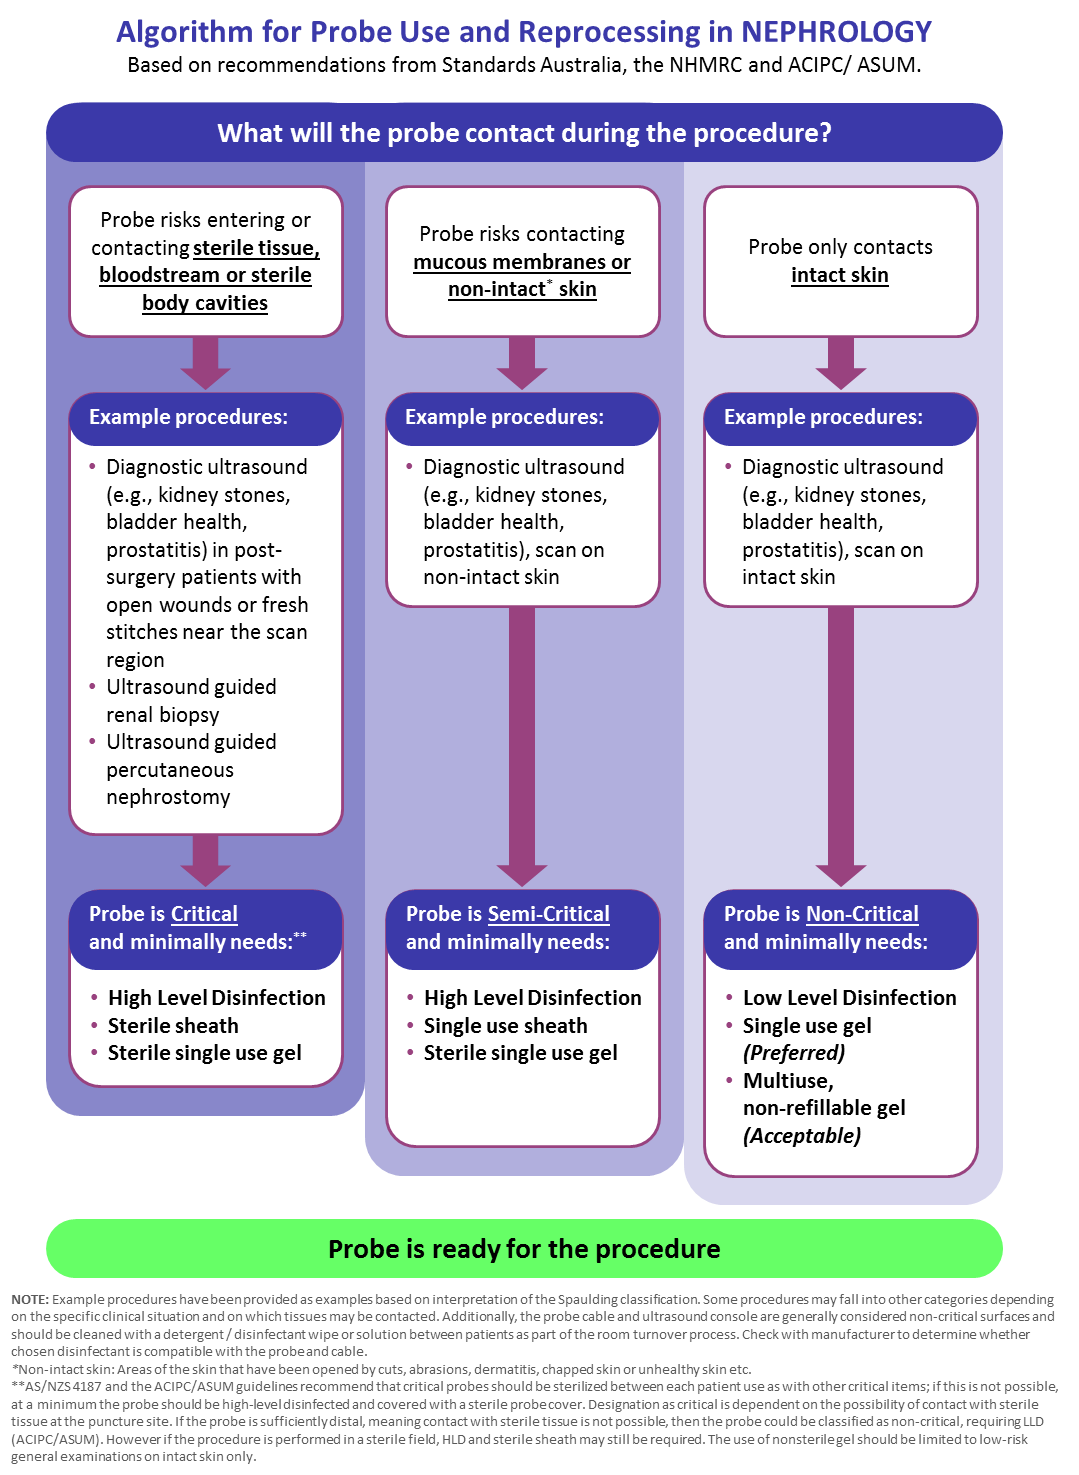 Algorithm for Probe Use and Reprocessing in NEPHROLOGY
Based on recommendations from Standards Australia, the NHMRC and ACIPC/ ASUM.
What will the probe contact during the procedure?
Probe risks entering or
contacting sterile tissue,
bloodstream or sterile
body cavities
Example procedures:
• Diagnostic ultrasound
(e.g., kidney stones,
bladder health,
prostatitis) in post-
surgery patients with
open wounds or fresh
stitches near the scan
region
• Ultrasound guided
renal biopsy
• Ultrasound guided
percutaneous
nephrostomy
Probe is Critical
and minimally needs:**
• High Level Disinfection
• Sterile sheath
• Sterile single use gel
Probe risks contacting
mucous membranes or
non-intact* skin
Example procedures:
• Diagnostic ultrasound
(e.g., kidney stones,
bladder health,
prostatitis), scan on
non-intact skin
Probe is Semi-Critical
and minimally needs:
• High Level Disinfection
• Single use sheath
• Sterile single use gel
Probe only contacts
intact skin
Example procedures:
• Diagnostic ultrasound
(e.g., kidney stones,
bladder health,
prostatitis), scan on
intact skin
Probe is Non-Critical
and minimally needs:
• Low Level Disinfection
• Single use gel
(Preferred)
• Multiuse,
non-refillable gel
(Acceptable)
Probe is ready for the procedure
NOTE: Example procedures have been provided as examples based on interpretation of the Spaulding classification. Some procedures may fall into other categories depending
on the specific clinical situation and on which tissues may be contacted. Additionally, the probe cable and ultrasound console are generally considered non-critical surfaces and
should be cleaned with a detergent / disinfectant wipe or solution between patients as part of the room turnover process. Check with manufacturer to determine whether
chosen disinfectant is compatible with the probe and cable.
*Non-intact skin: Areas of the skin that have been opened by cuts, abrasions, dermatitis, chapped skin or unhealthy skin etc.
**AS/NZS 4187 and the ACIPC/ASUM guidelines recommend that critical probes should be sterilized between each patient use as with other critical items; if this is not possible,
at a minimum the probe should be high-level disinfected and covered with a sterile probe cover. Designation as critical is dependent on the possibility of contact with sterile
tissue at the puncture site. If the probe is sufficiently distal, meaning contact with sterile tissue is not possible, then the probe could be classified as non-critical, requiring LLD
(ACIPC/ASUM). However if the procedure is performed in a sterile field, HLD and sterile sheath may still be required. The use of nonsterile gel should be limited to low-risk
general examinations on intact skin only.